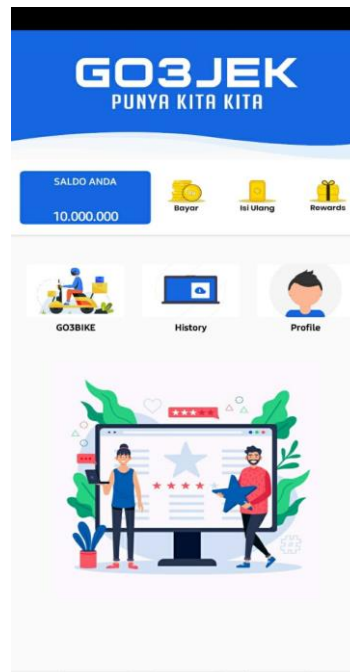 GO3JEK
PUNYA KITA KITA
SALDO ANDA
10.000.000
Bayar
Isi Ulang
Rewards
GO3BIKE
History
Profile
#